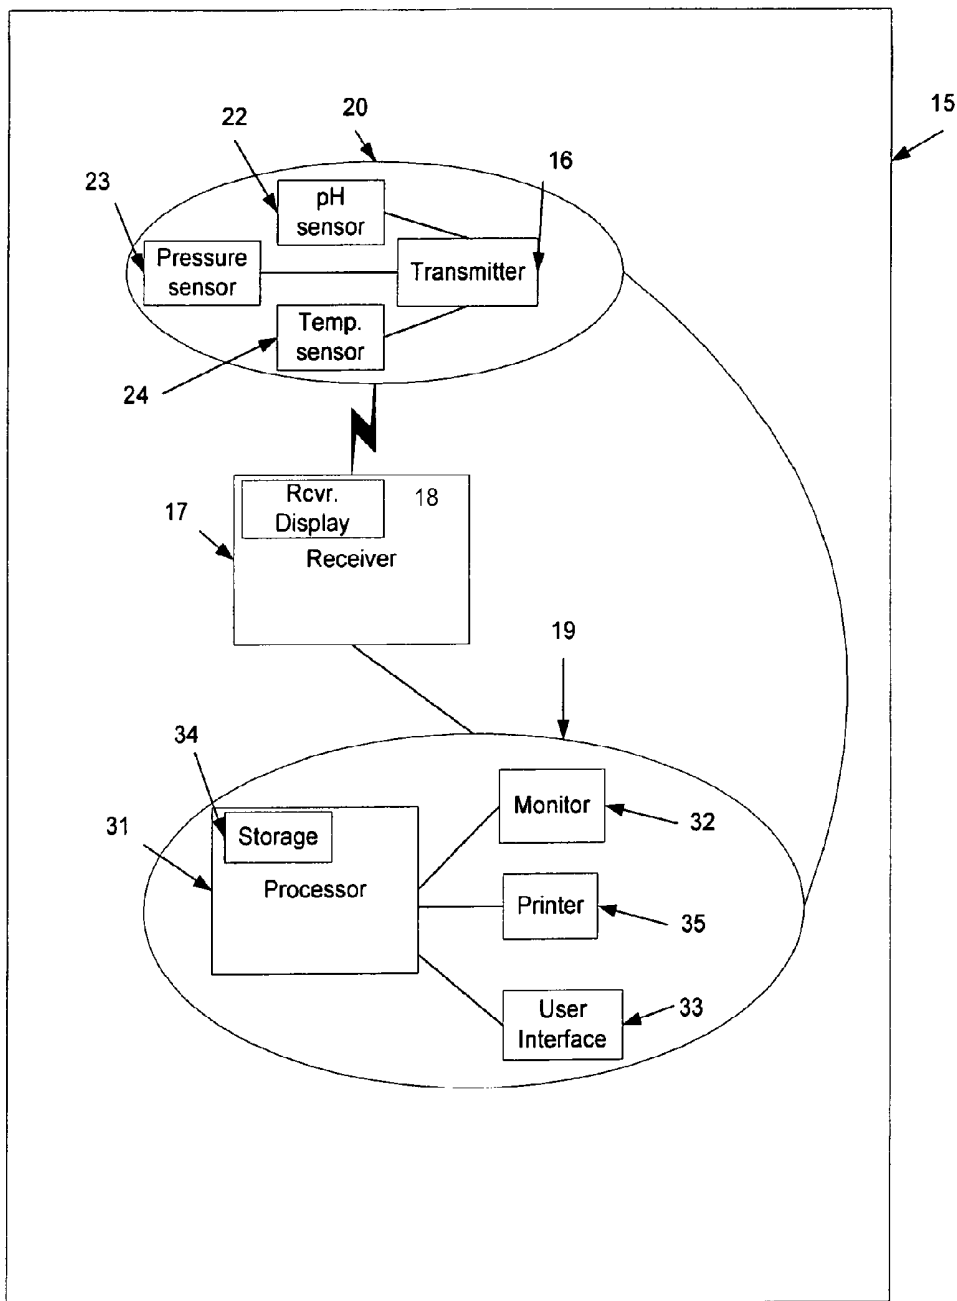 15
20
22
16
23
pH
sensor
Pressure
sensor
Transmitter
Temp.
sensor
24
Rcvr.
Display
18
17
Receiver
19
34
31
Storage
Processor
Monitor
32
Printer
35
User
Interface
33